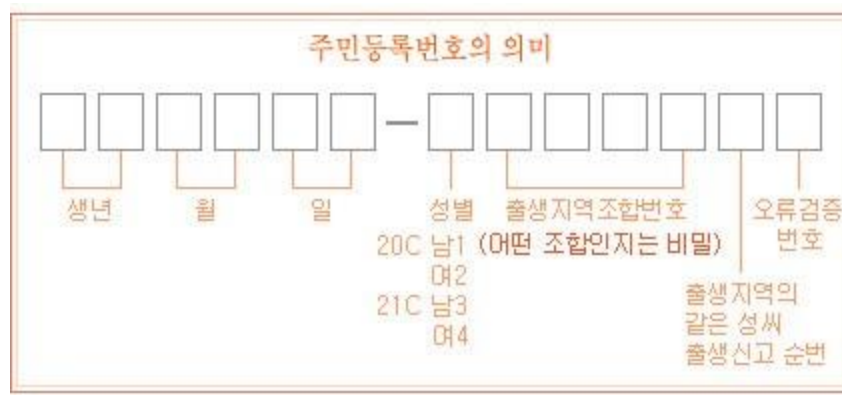 주민등록번호의 의미
생년 월 일 성별 출생지역조합번호 오류검증
번호
20C 남1 (어떤 조합인지는 비밀)
여2
21C 남3
여4
출생지역의
같은 성씨
출생신고 순번